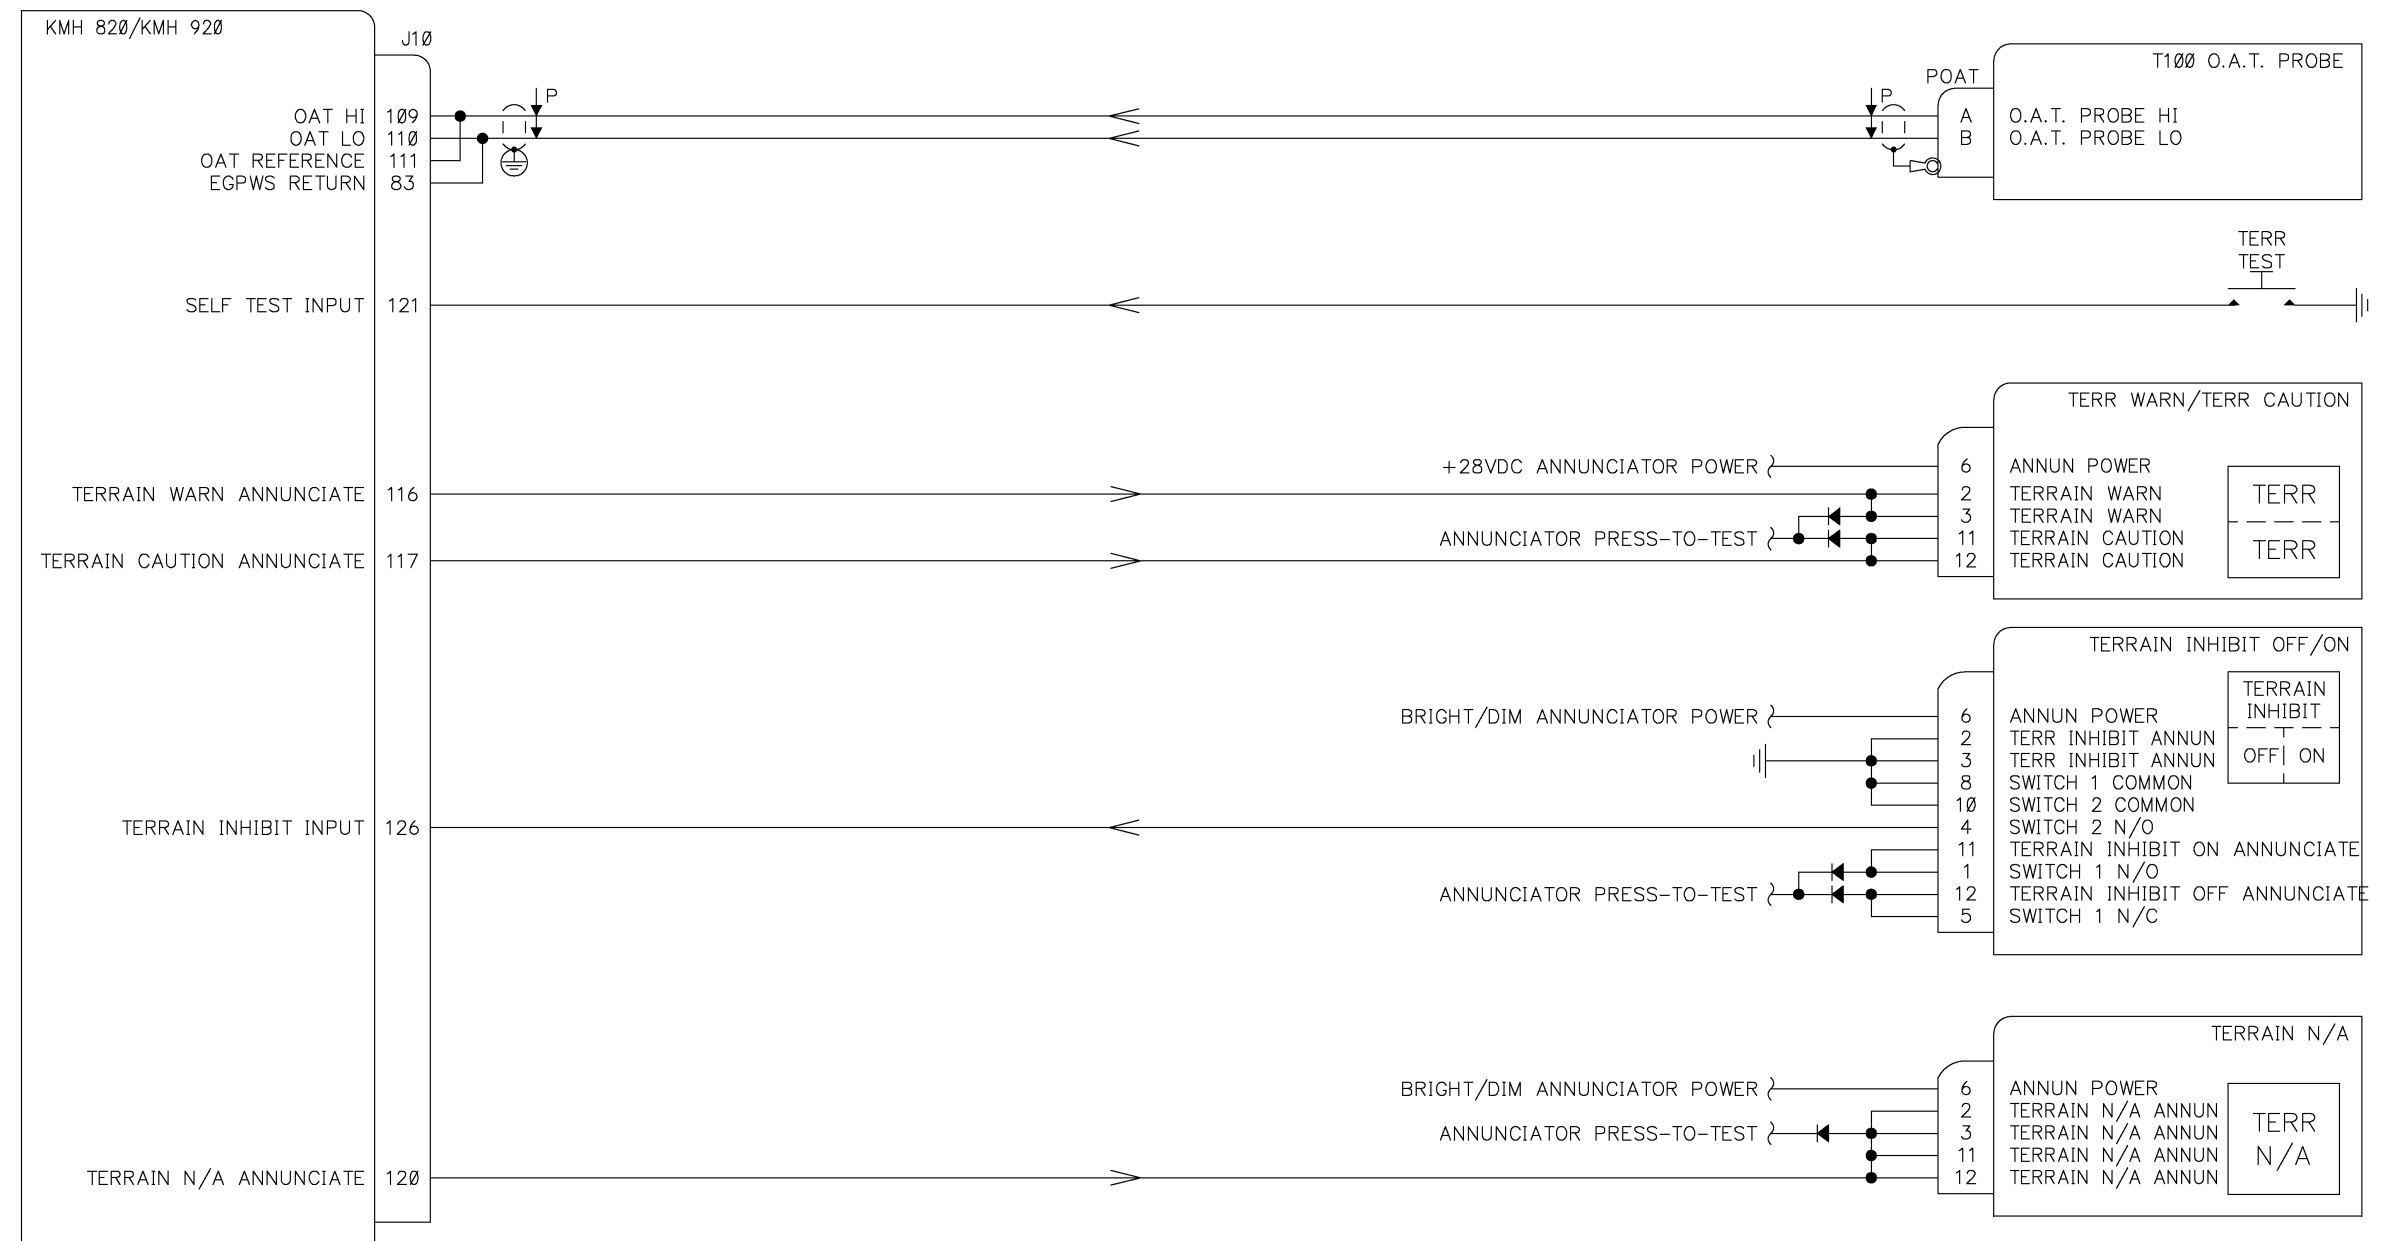 KMH 820/KMH 920
J10
T100 O.A.T. PROBE
POAT
P
P
OAT HI 109
A O.A.T. PROBE HI
OAT LO 110
B O.A.T. PROBE LO
OAT REFERENCE 111
EGPWS RETURN 83
TERR
TEST
SELF TEST INPUT 121
TERR WARN/TERR CAUTION
+28VDC ANNUNCIATOR POWER 6 ANNUN POWER
TERRAIN WARN ANNUNCIATE 116
2 TERRAIN WARN
TERR
3 TERRAIN WARN
ANNUNCIATOR PRESS-TO-TEST 11 TERRAIN CAUTION
TERR
TERRAIN CAUTION ANNUNCIATE 117
12 TERRAIN CAUTION
TERRAIN INHIBIT OFF/ON
TERRAIN
INHIBIT
OFF ON
BRIGHT/DIM ANNUNCIATOR POWER 6 ANNUN POWER
2 TERR INHIBIT ANNUN
3 TERR INHIBIT ANNUN
8 SWITCH 1 COMMON
10 SWITCH 2 COMMON
TERRAIN INHIBIT INPUT 126
4 SWITCH 2 N/O
11 TERRAIN INHIBIT ON ANNUNCIATE
1 SWITCH 1 N/O
ANNUNCIATOR PRESS-TO-TEST 12 TERRAIN INHIBIT OFF ANNUNCIATE
5 SWITCH 1 N/C
TERRAIN N/A
BRIGHT/DIM ANNUNCIATOR POWER 6 ANNUN POWER
2 TERRAIN N/A ANNUN
ANNUNCIATOR PRESS-TO-TEST 3 TERRAIN N/A ANNUN
11 TERRAIN N/A ANNUN
TERR
N/A
TERRAIN N/A ANNUNCIATE 120
12 TERRAIN N/A ANNUN